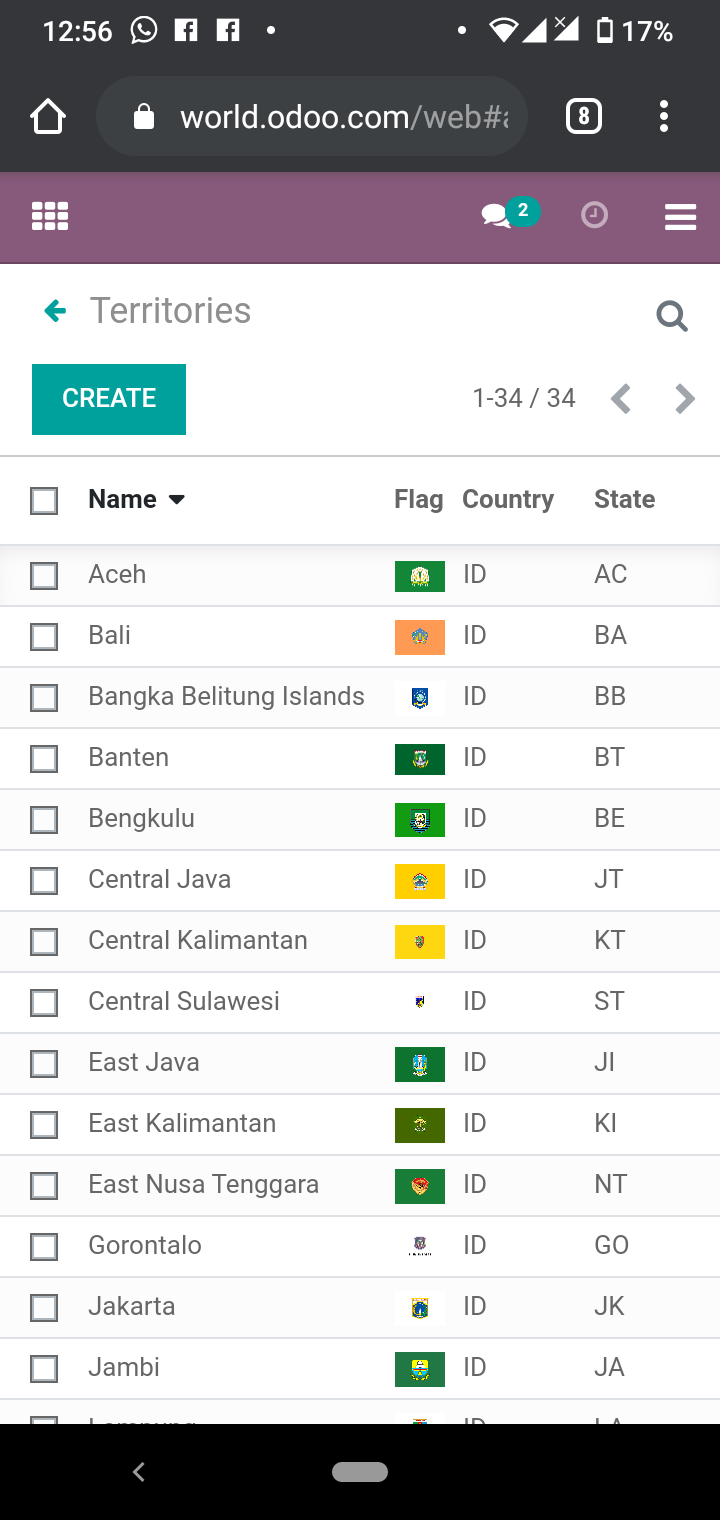 12:56 17%
world.odoo.com/web# 8
2
Territories
CREATE 1-34 / 34
Name Flag Country State
Aceh ID AC
Bali ID BA
Bangka Belitung Islands ID BB
Banten ID BT
Bengkulu ID BE
Central Java ID JT
Central Kalimantan ID KT
Central Sulawesi ID ST
East Java ID JI
East Kalimantan ID KI
East Nusa Tenggara ID NT
Gorontalo ID GO
Jakarta ID JK
Jambi ID JA